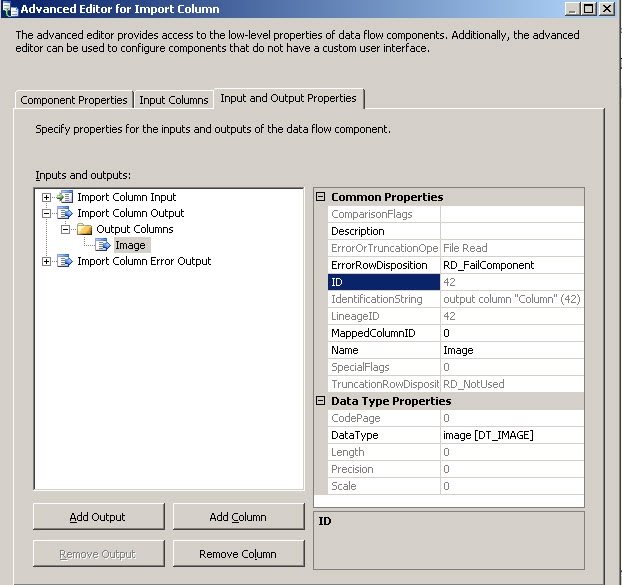 Advanced Editor for Import Column
The advanced editor provides access to the low-level properties of data flow components. Additionally, the advanced
editor can be used to configure components that do not have a custom user interface.
Component Properties Input Columns Input and Output Properties
Specify properties for the inputs and outputs of the data flow component.
Inputs and outputs:
Import Column Input
Import Column Output
Output Columns
Image
Import Column Error Output
Common Properties
ComparisonFlags
Description
ErrorOrTruncationOpe File Read
ErrorRowDisposition RD_FailComponent
ID 42
IdentificationString output column "Column" (42)
LineageID 42
MappedColumnID 0
Name Image
SpecialFlags 0
TruncationRowDisposit RD_NotUsed
Data Type Properties
CodePage 0
DataType image [DT_IMAGE]
Length 0
Precision 0
Scale 0
Add Output Add Column
Remove Output Remove Column
ID